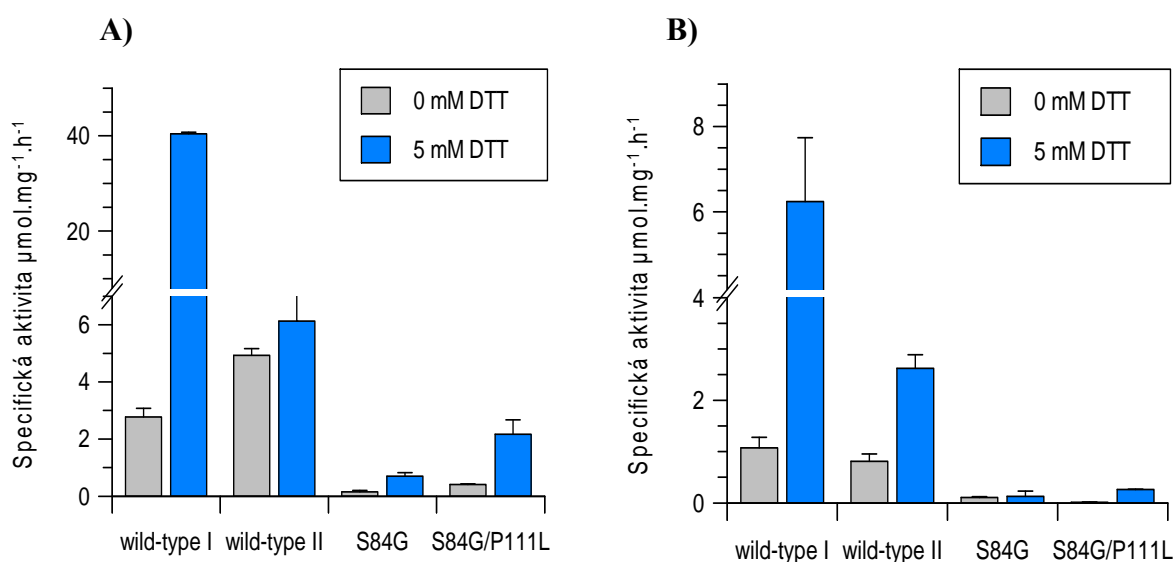 A)
0 mM DTT
5 mM DTT
Specifická aktivita µmol.mg⁻¹.h⁻¹
40
20
6
4
2
0
wild-type I wild-type II S84G S84G/P111L
B)
0 mM DTT
5 mM DTT
Specifická aktivita µmol.mg⁻¹.h⁻¹
8
6
4
2
0
wild-type I wild-type II S84G S84G/P111L